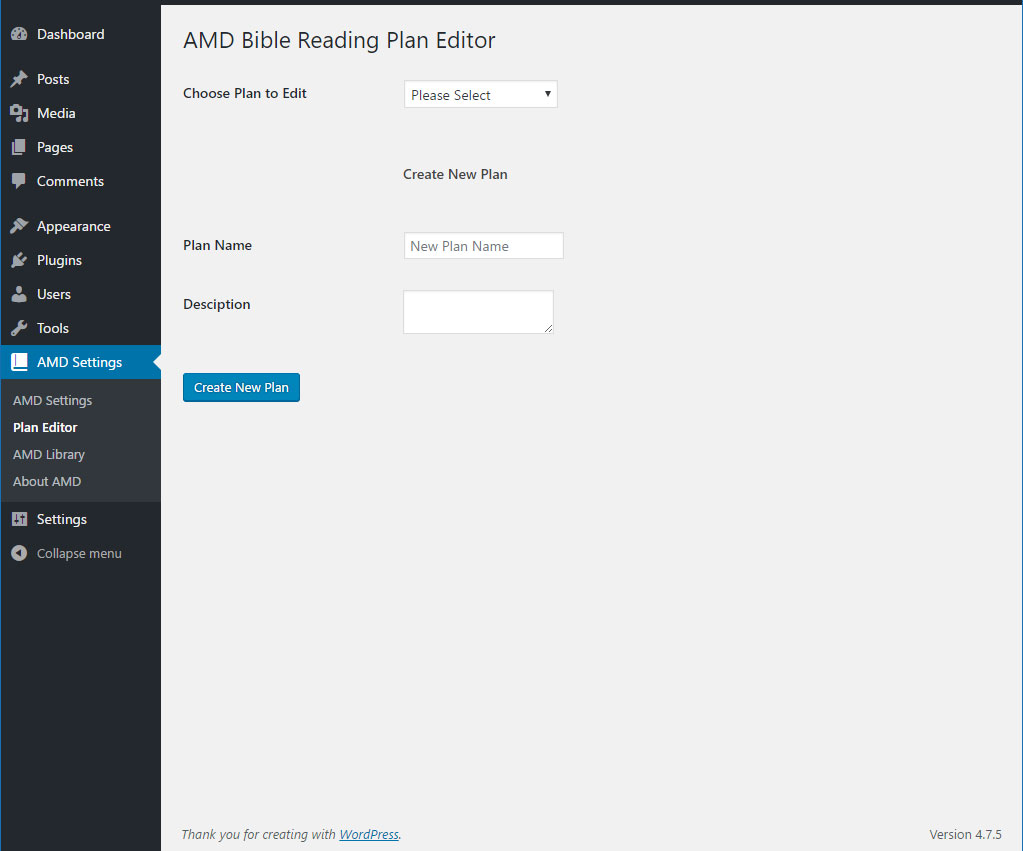 Dashboard
Posts
Media
Pages
Comments
Appearance
Plugins
Users
Tools
AMD Settings
AMD Settings
Plan Editor
AMD Library
About AMD
Settings
Collapse menu
AMD Bible Reading Plan Editor
Choose Plan to Edit
Please Select
Create New Plan
Plan Name
New Plan Name
Desciption
Create New Plan
Thank you for creating with WordPress.
Version 4.7.5